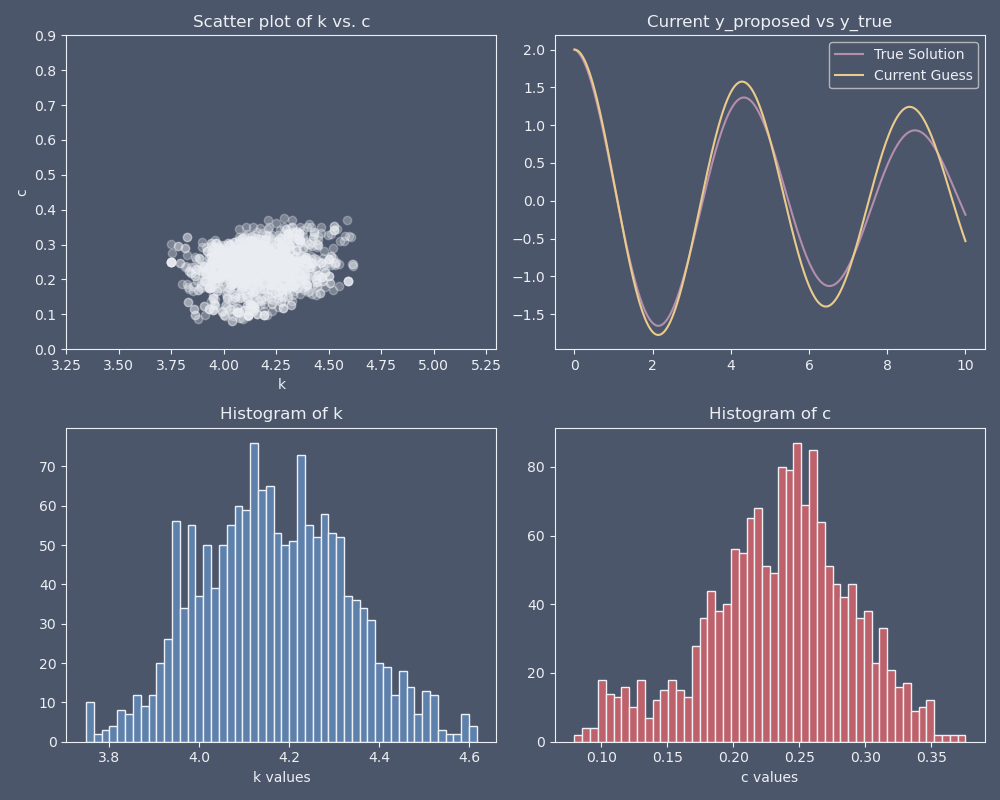 Scatter plot of k vs. c
0.9
0.8
0.7
0.6
0.5
0.4
0.3
0.2
0.1
0.0
c
3.25 3.50 3.75 4.00 4.25 4.50 4.75 5.00 5.25
k
Current y_proposed vs y_true
True Solution
Current Guess
2.0
1.5
1.0
0.5
0.0
−0.5
−1.0
−1.5
0 2 4 6 8 10
Histogram of k
70
60
50
40
30
20
10
0
3.8 4.0 4.2 4.4 4.6
k values
Histogram of c
80
60
40
20
0
0.10 0.15 0.20 0.25 0.30 0.35
c values